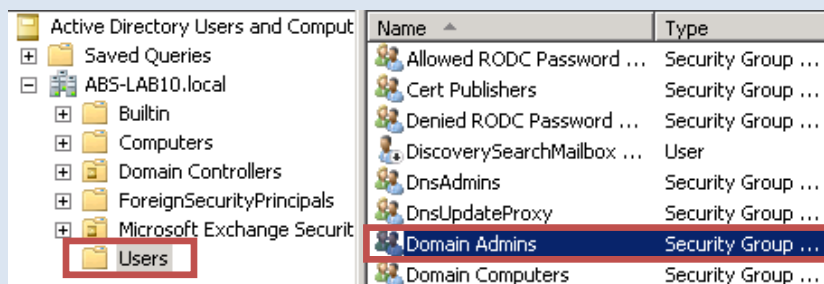 Active Directory Users and Comput
Saved Queries
ABS-LAB10.local
Builtin
Computers
Domain Controllers
ForeignSecurityPrincipals
Microsoft Exchange Securit
Users
Name Type
Allowed RODC Password ... Security Group ...
Cert Publishers Security Group ...
Denied RODC Password ... Security Group ...
DiscoverySearchMailbox ... User
DnsAdmins Security Group ...
DnsUpdateProxy Security Group ...
Domain Admins Security Group ...
Domain Computers Security Group ...